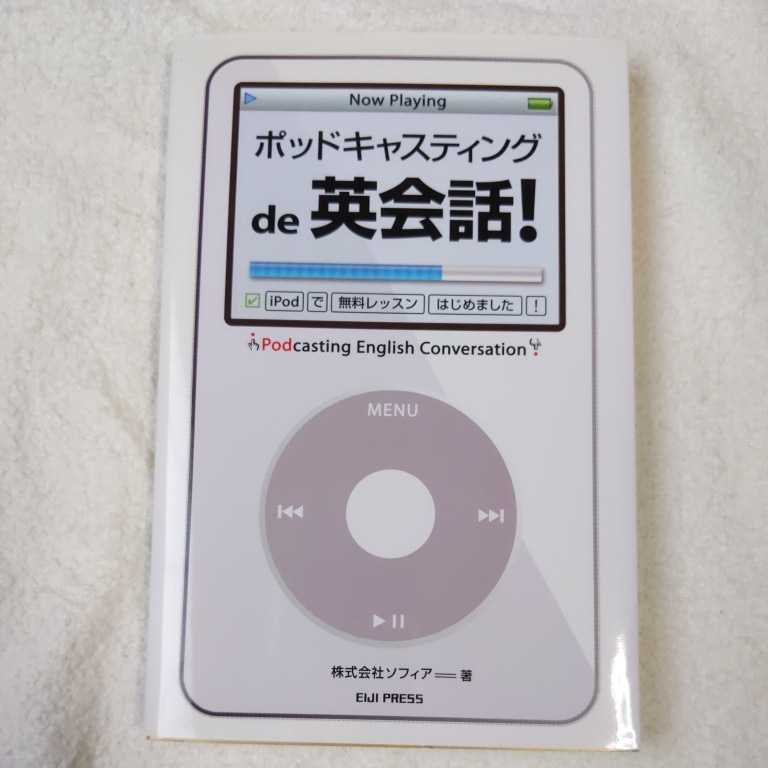 Now Playing
ポッドキャスティング
de 英会話!
iPod で 無料レッスン はじめました !
Podcasting English Conversation
MENU
株式会社ソフィア=著
EIJI PRESS